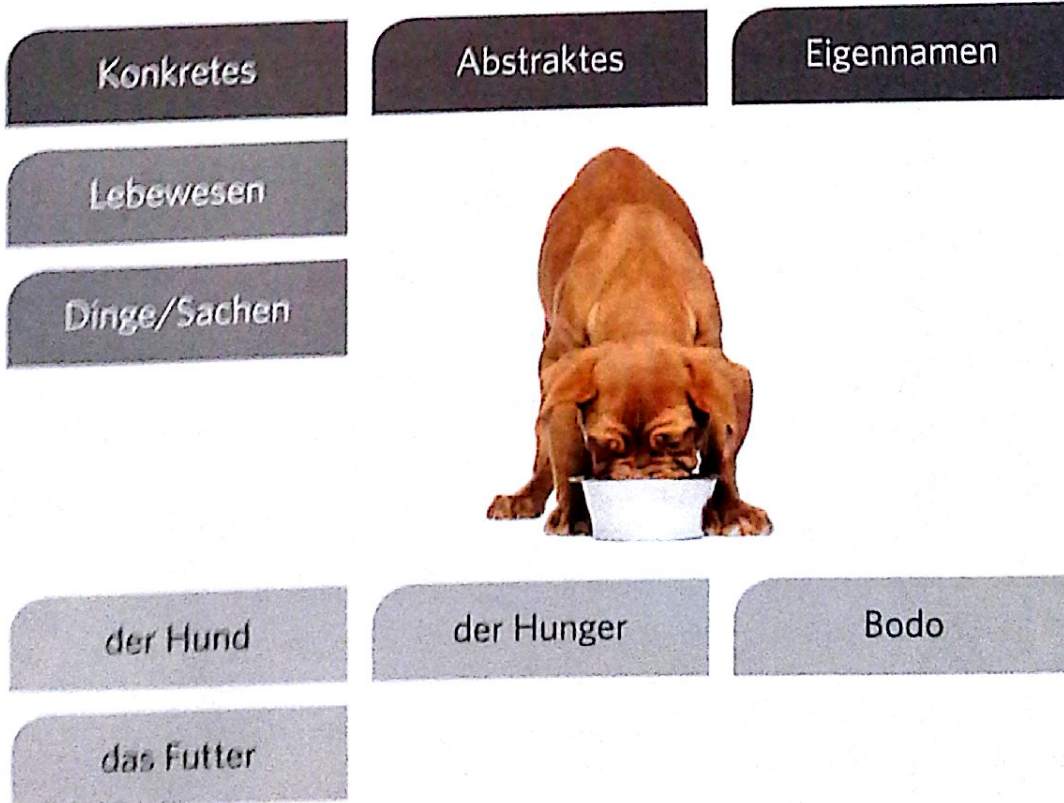 Konkretes
Abstraktes
Eigennamen
Lebewesen
Dinge/Sachen
der Hund
der Hunger
Bodo
das Futter